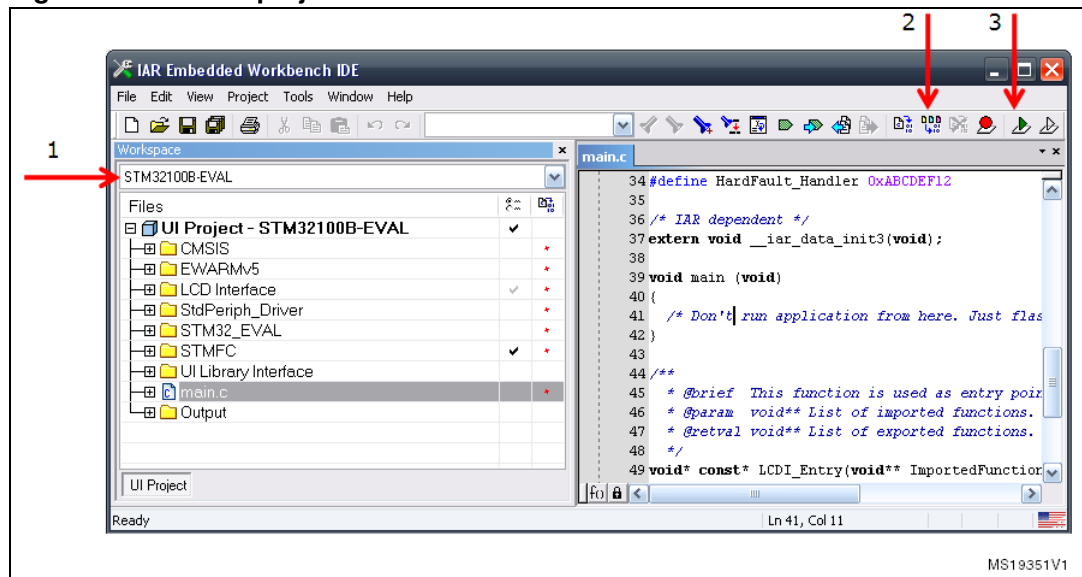 2 3
IAR Embedded Workbench IDE
File Edit View Project Tools Window Help
1
Workspace
main.c
STM32100B-EVAL
Files
UI Project - STM32100B-EVAL
CMSIS
EWARMv5
LCD Interface
StdPeriph_Driver
STM32_EVAL
STMFC
UI Library Interface
main.c
Output
UI Project
34 #define HardFault_Handler 0xABCDEF12
35
36 /* IAR dependent */
37 extern void __iar_data_init3(void);
38
39 void main (void)
40 {
41 /* Don't run application from here. Just flas
42 }
43
44 /**
45 * @brief This function is used as entry poin
46 * @param void** List of imported functions.
47 * @retval void** List of exported functions.
48 */
49 void* const* LCDI_Entry(void** ImportedFunction
Ready
Ln 41, Col 11
MS19351V1